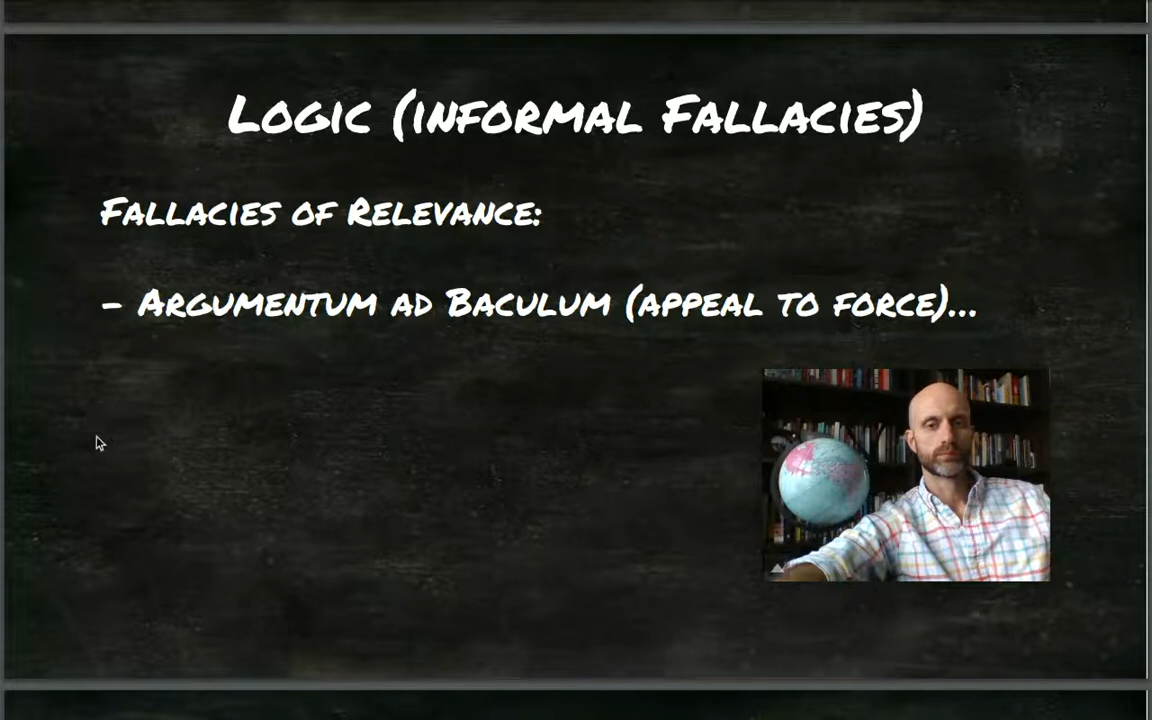 Logic (informal Fallacies)
Fallacies of Relevance:
- Argumentum ad Baculum (appeal to force)...